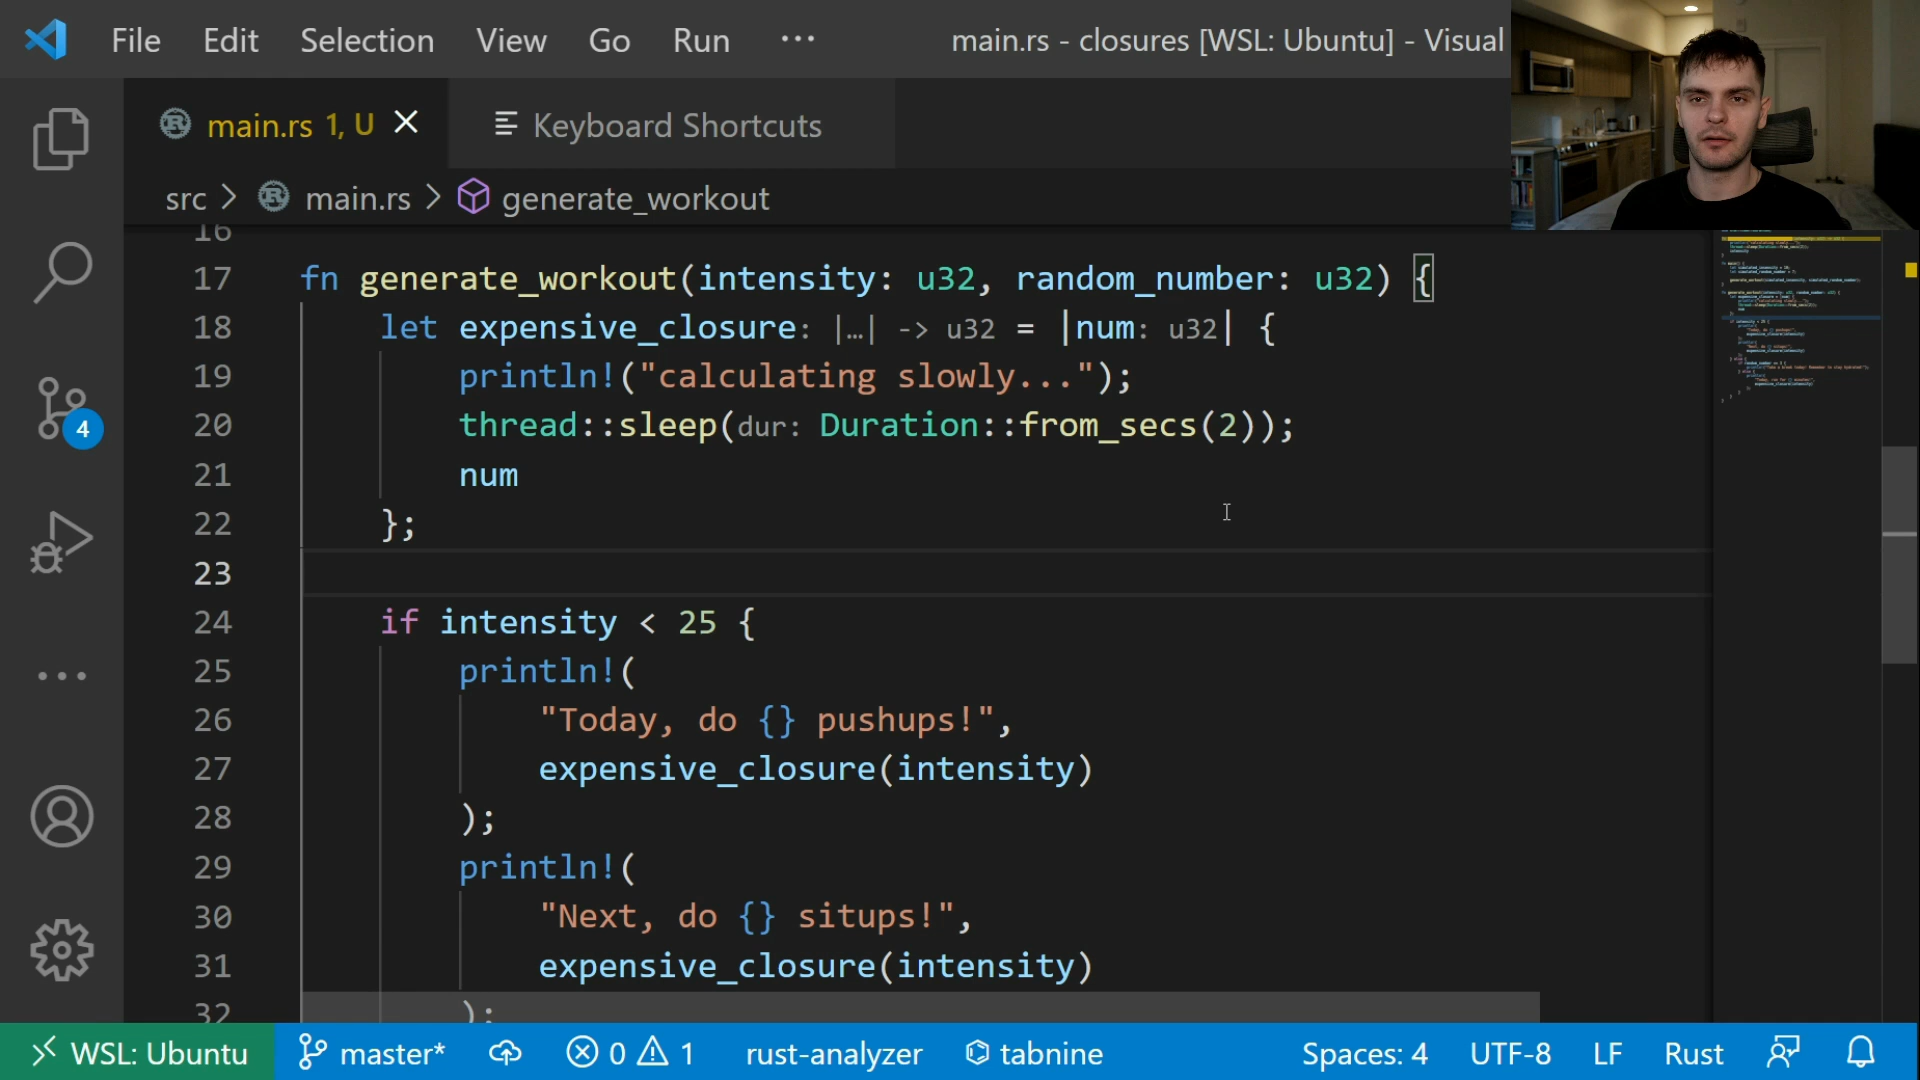 File Edit Selection View Go Run ··· main.rs - closures [WSL: Ubuntu] - Visual
main.rs 1, U Keyboard Shortcuts
src > main.rs > generate_workout
16
17 fn generate_workout(intensity: u32, random_number: u32) {
18 let expensive_closure: |…| -> u32 = |num: u32| {
19 println!("calculating slowly...");
20 thread::sleep(dur: Duration::from_secs(2));
21 num
22 };
23
24 if intensity < 25 {
25 println!(
26 "Today, do {} pushups!",
27 expensive_closure(intensity)
28 );
29 println!(
30 "Next, do {} situps!",
31 expensive_closure(intensity)
32 );
4
WSL: Ubuntu master* 0 1 rust-analyzer tabnine Spaces: 4 UTF-8 LF Rust